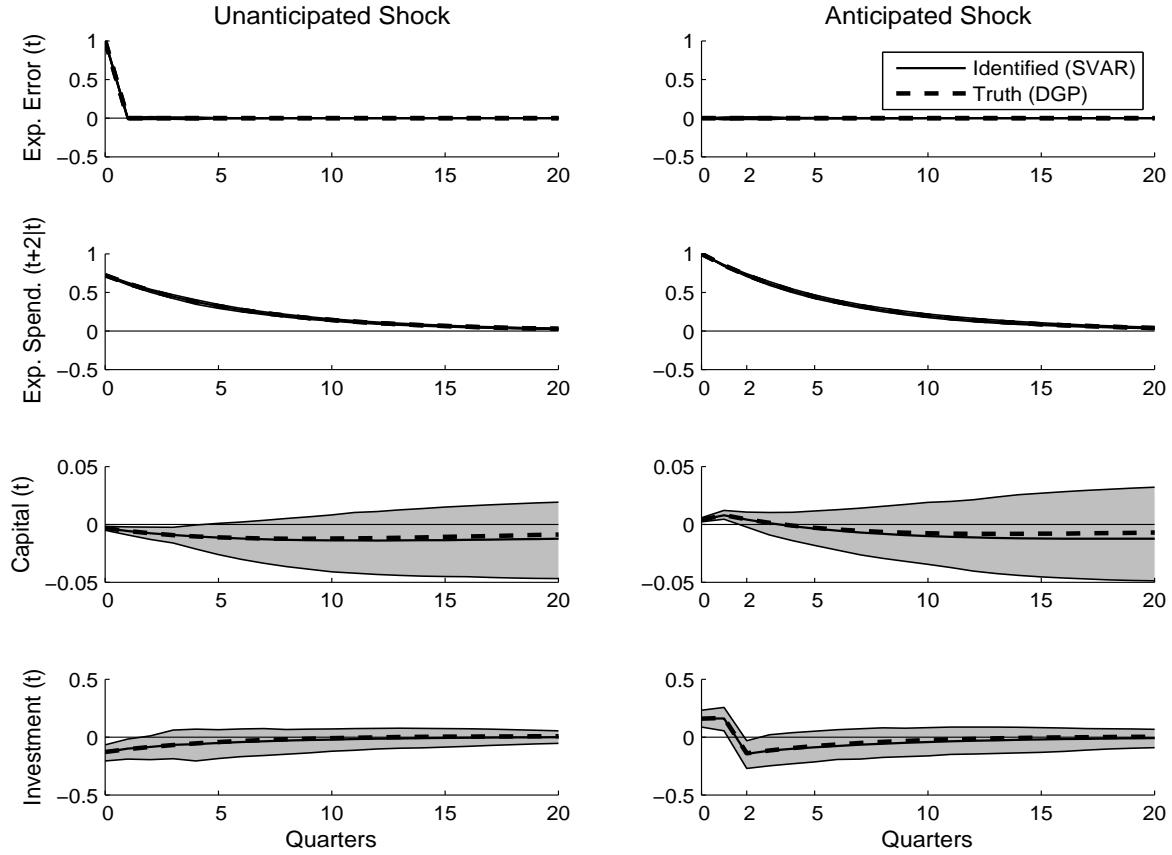 Unanticipated Shock
Anticipated Shock
Exp. Error (t)
1
0.5
0
−0.5
0 5 10 15 20
1
0.5
0
−0.5
0 2 5 10 15 20
Identified (SVAR)
Truth (DGP)
Exp. Spend. (t+2|t)
1
0.5
0
−0.5
0 5 10 15 20
1
0.5
0
−0.5
0 2 5 10 15 20
Capital (t)
0.05
0
−0.05
0 5 10 15 20
0.05
0
−0.05
0 2 5 10 15 20
Investment (t)
0.5
0
−0.5
0 5 10 15 20
Quarters
0.5
0
−0.5
0 2 5 10 15 20
Quarters